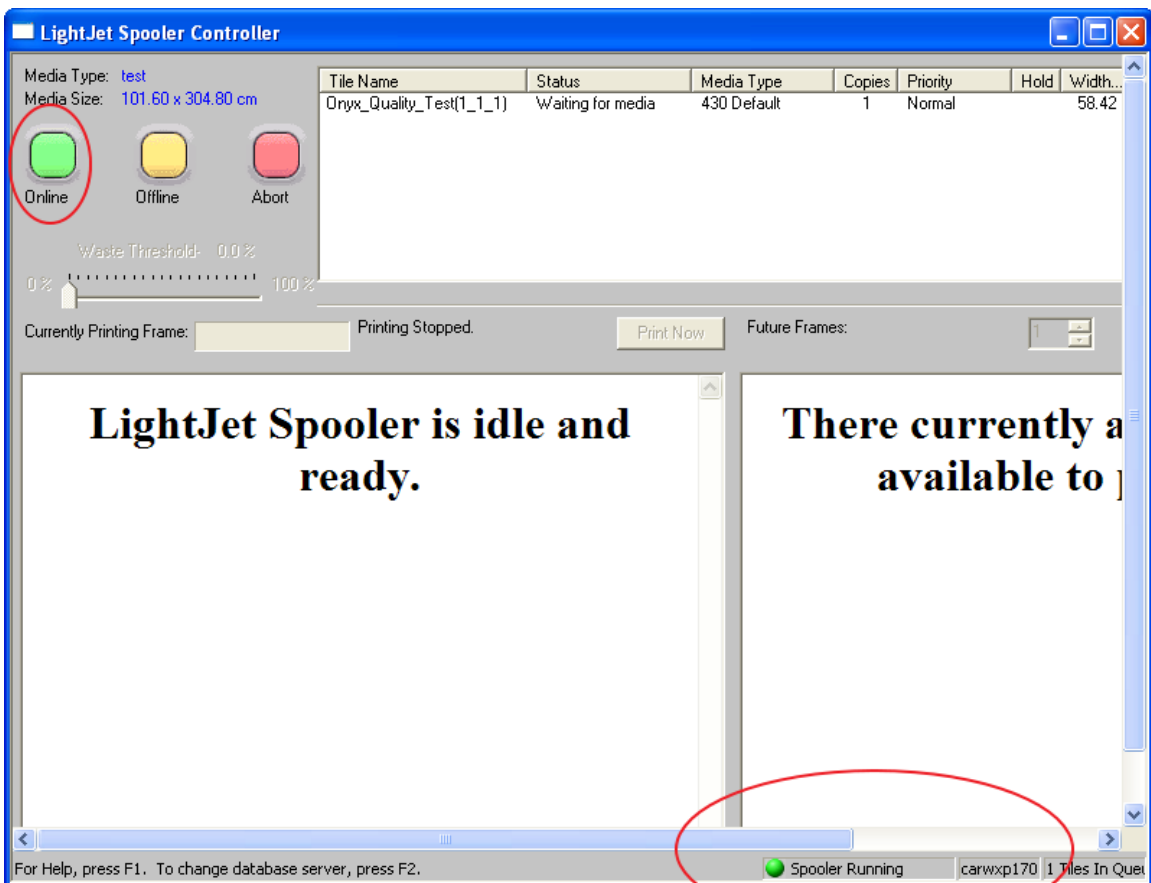 LightJet Spooler Controller
Media Type: test
Media Size: 101.60 x 304.80 cm
Tile Name Status Media Type Copies Priority Hold Width...
Onyx_Quality_Test(1_1_1) Waiting for media 430 Default 1 Normal 58.42
Online Offline Abort
Waste Threshold- 0.0 %
0 % 100 %
Currently Printing Frame: Printing Stopped. Print Now Future Frames: 1
LightJet Spooler is idle and
ready.
There currently a
available to
For Help, press F1. To change database server, press F2. Spooler Running carwxp170 1 Tiles In Queu